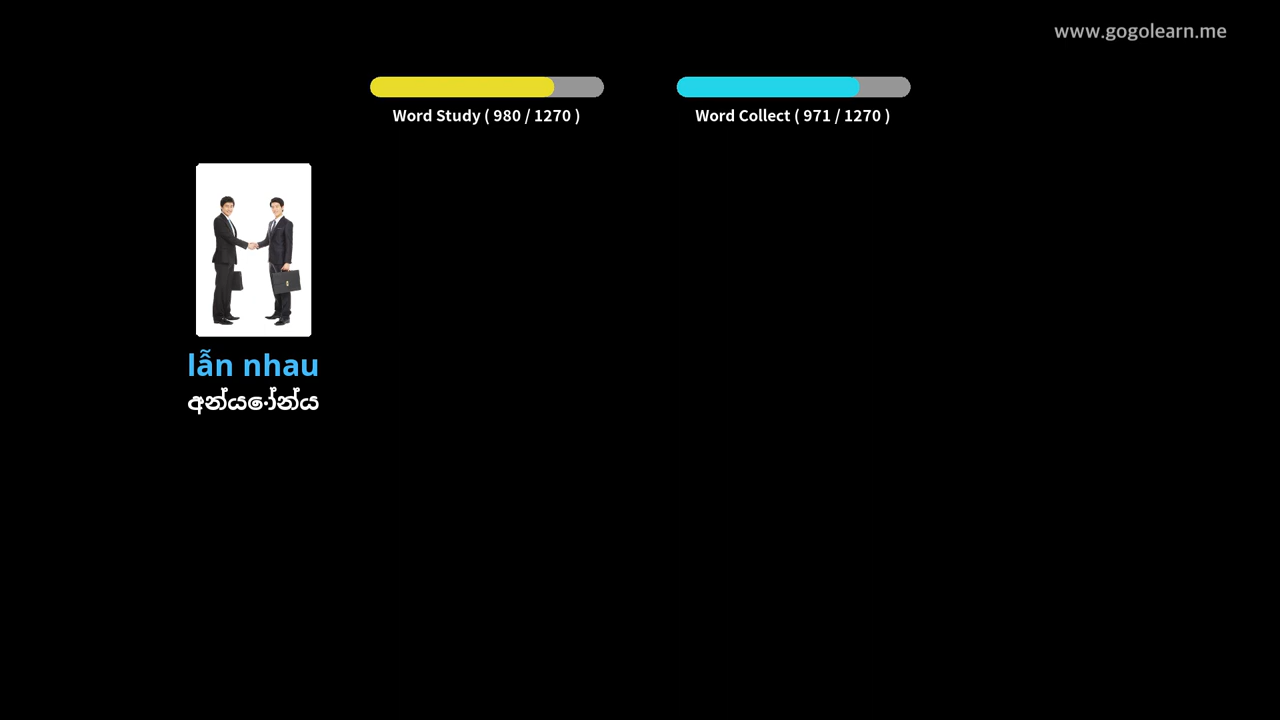 www.gogolearn.me
Word Study ( 980 / 1270 )
Word Collect ( 971 / 1270 )
lẫn nhau
අන්යෝන්ය